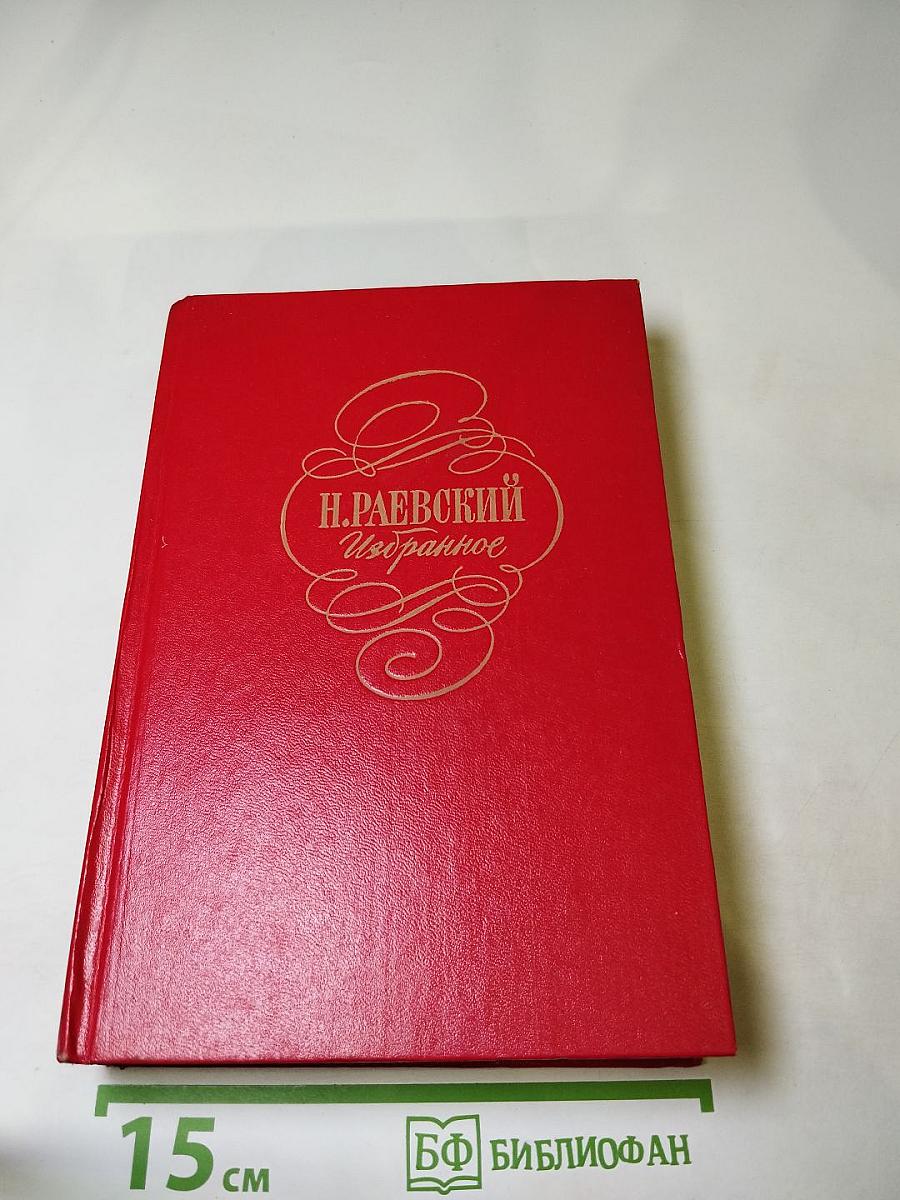 Н.РАЕВСКИЙ
Избранное
15 см
БФ БИБЛИОФАН